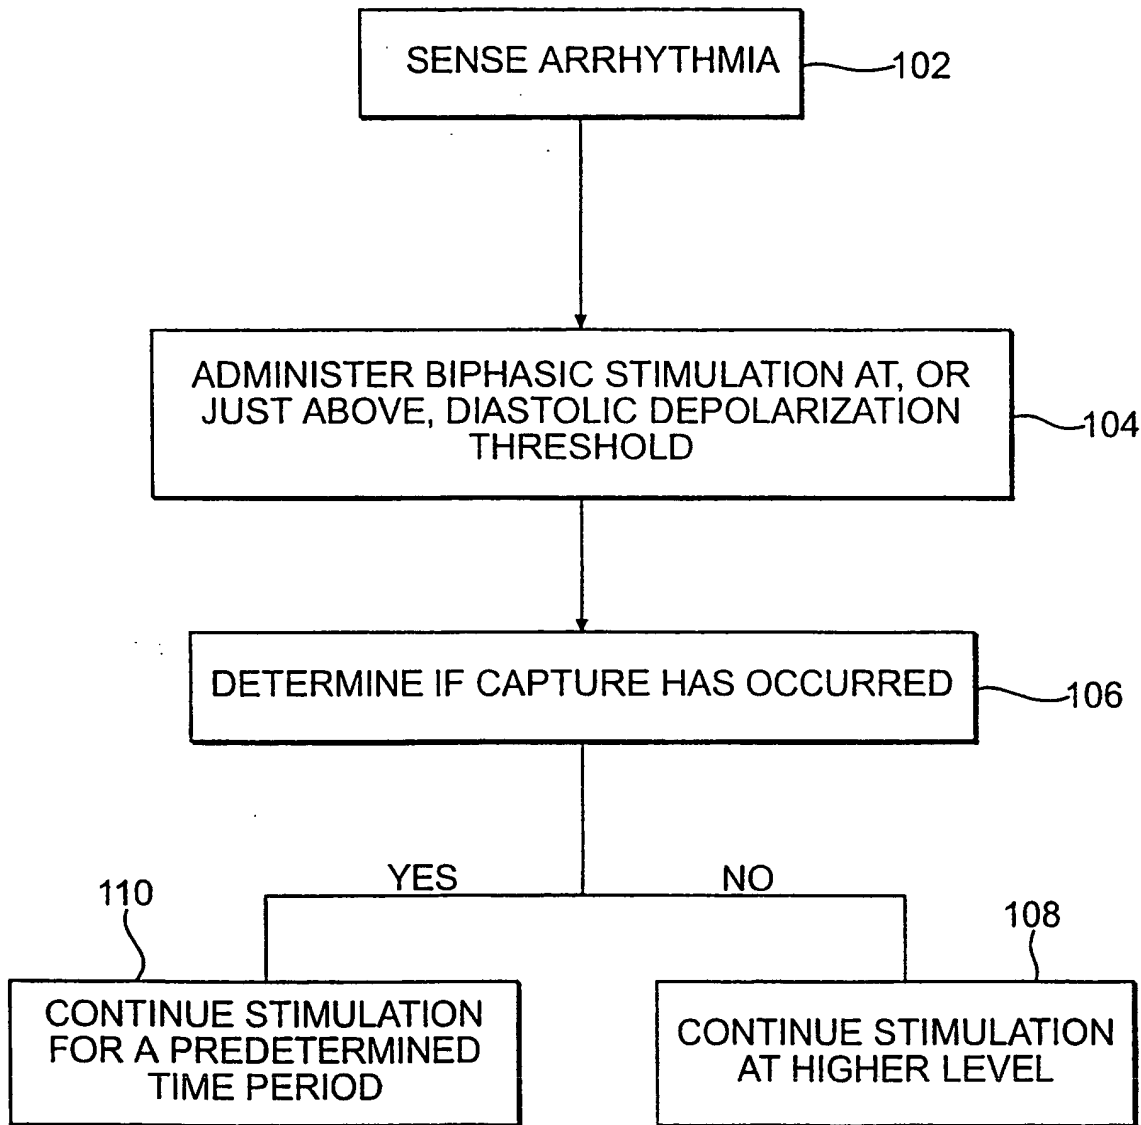 SENSE ARRHYTHMIA
102
ADMINISTER BIPHASIC STIMULATION AT, OR
JUST ABOVE, DIASTOLIC DEPOLARIZATION
THRESHOLD
104
DETERMINE IF CAPTURE HAS OCCURRED
106
YES
NO
110
108
CONTINUE STIMULATION
FOR A PREDETERMINED
TIME PERIOD
CONTINUE STIMULATION
AT HIGHER LEVEL